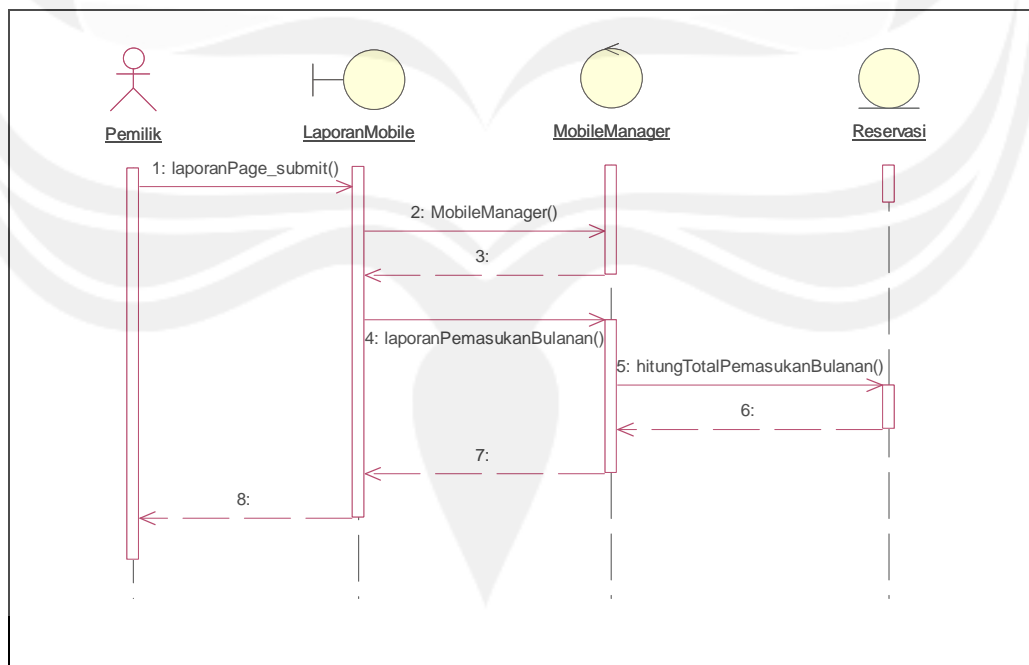 Pemilik
LaporanMobile
MobileManager
Reservasi
1: laporanPage_submit()
2: MobileManager()
3:
4: laporanPemasukanBulanan()
5: hitungTotalPemasukanBulanan()
6:
7:
8: